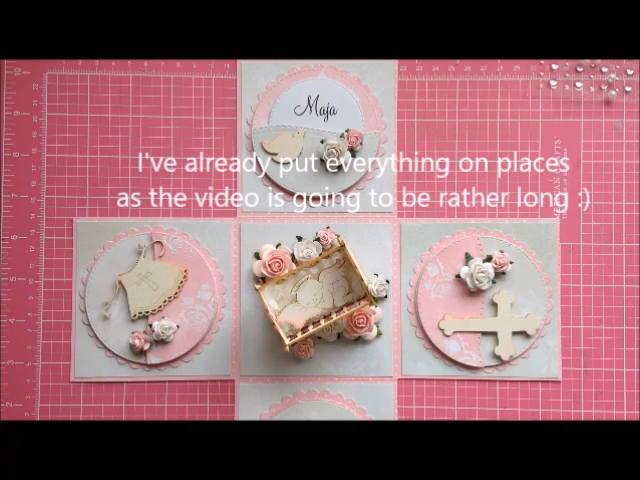 Maja
I've already put everything on places
as the video is going to be rather long :)